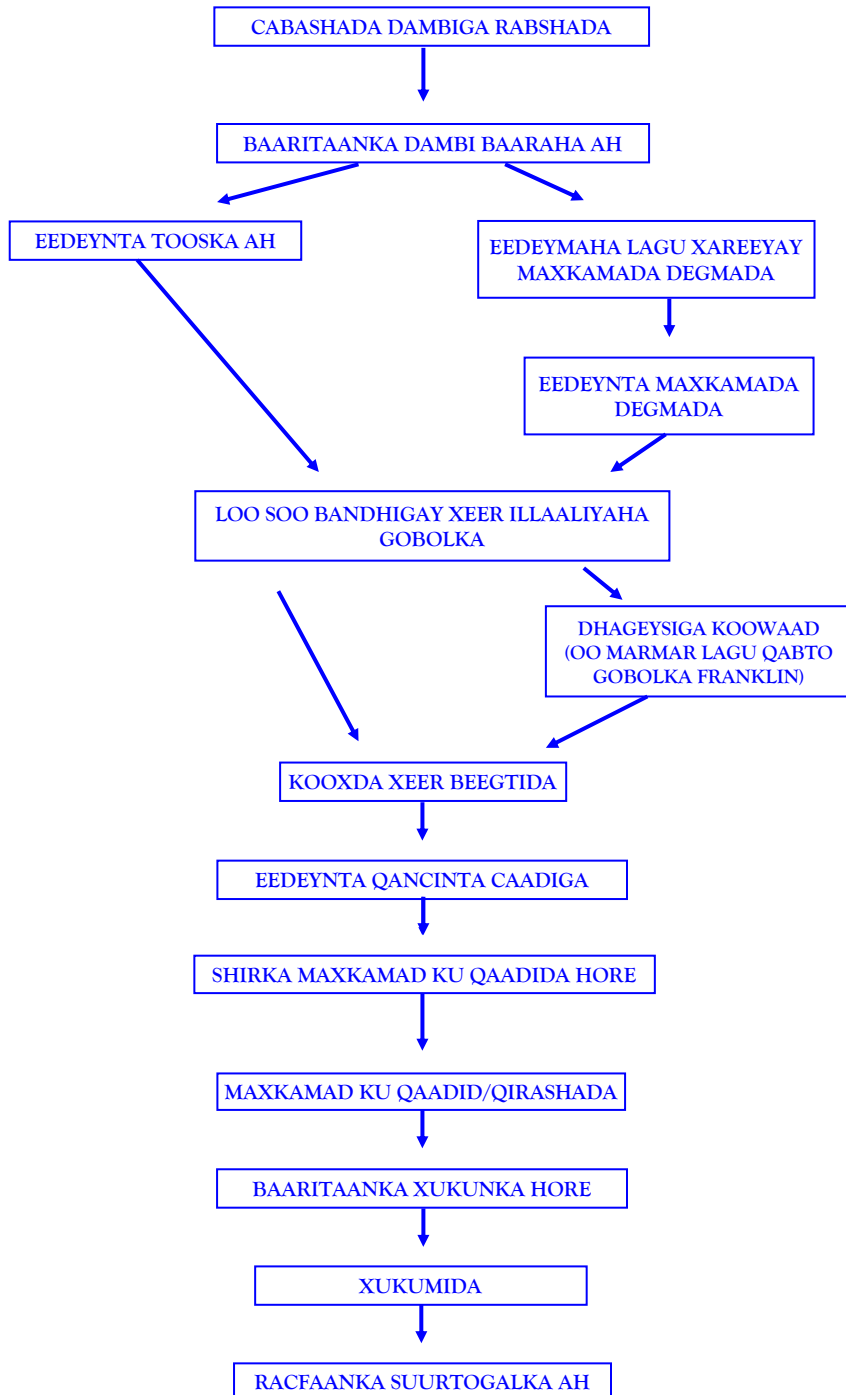 CABASHADA DAMBIGA RABSHADA
BAARITAANKA DAMBI BAARAHA AH
EEDEYNTA TOOSKA AH
EEDEYMAHA LAGU XAREEYAY
MAXKAMADA DEGMADA
EEDEYNTA MAXKAMADA
DEGMADA
LOO SOO BANDHIGAY XEER ILLAALIYAHA
GOBOLKA
DHAGEYSIGA KOOWAAD
(OO MARMAR LAGU QABTO
GOBOLKA FRANKLIN)
KOOXDA XEER BEEGTIDA
EEDEYNTA QANCINTA CAADIGA
SHIRKA MAXKAMAD KU QAADIDA HORE
MAXKAMAD KU QAADID/QIRASHADA
BAARITAANKA XUKUNKA HORE
XUKUMIDA
RACFAANKA SUURTOGALKA AH